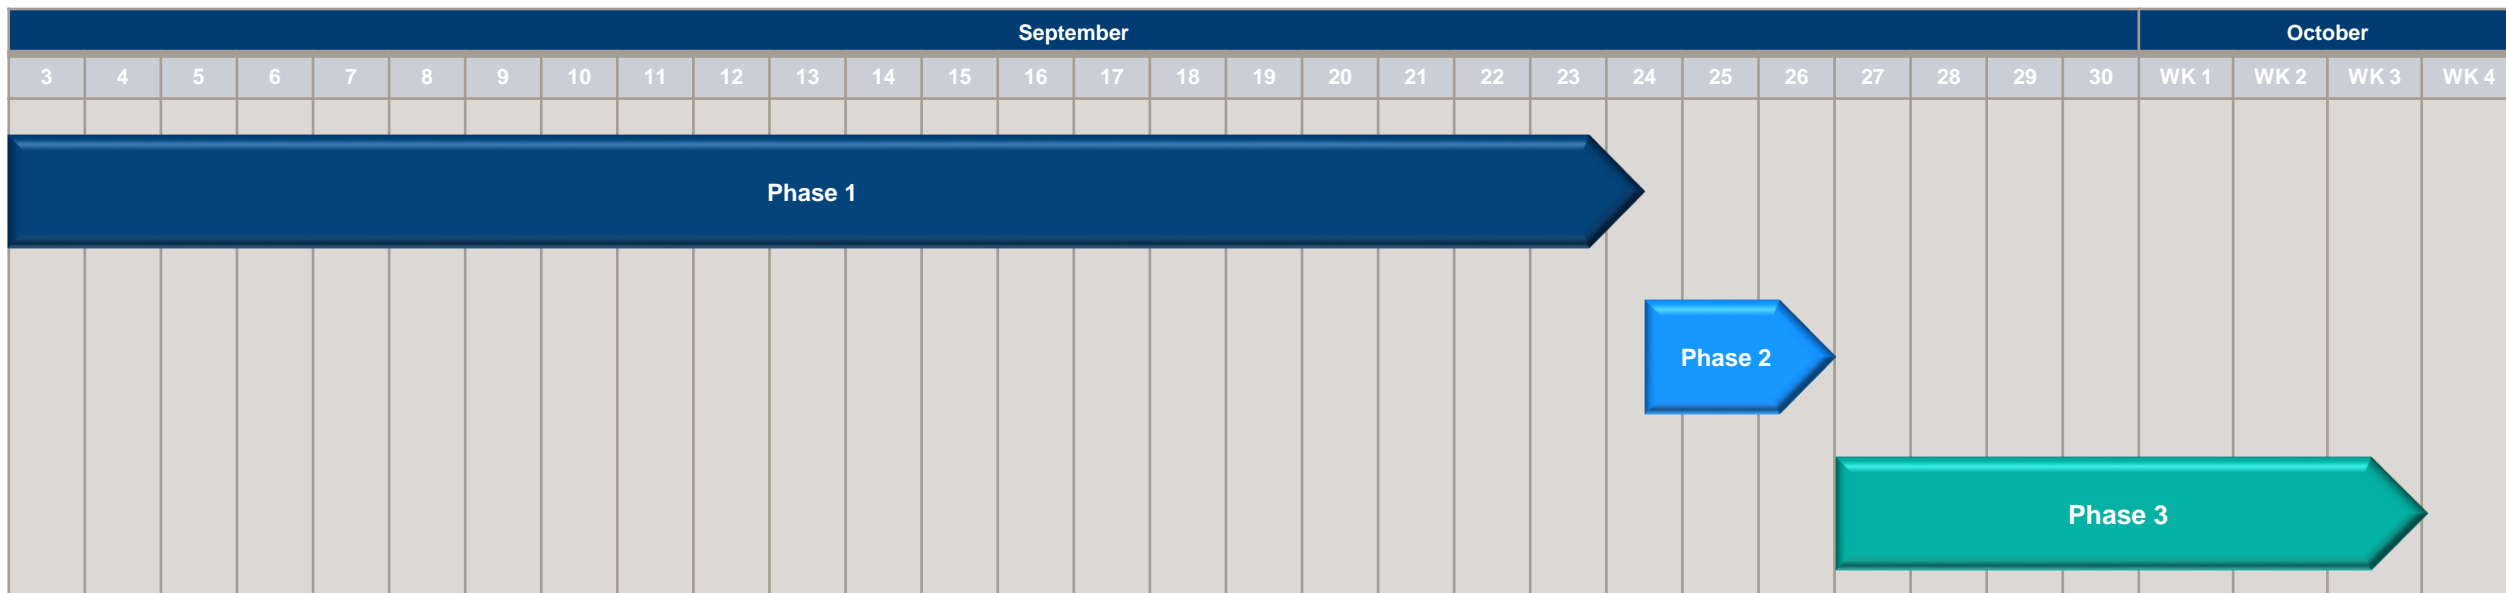 September October
3 4 5 6 7 8 9 10 11 12 13 14 15 16 17 18 19 20 21 22 23 24 25 26 27 28 29 30 WK 1 WK 2 WK 3 WK 4
Phase 1
Phase 2
Phase 3